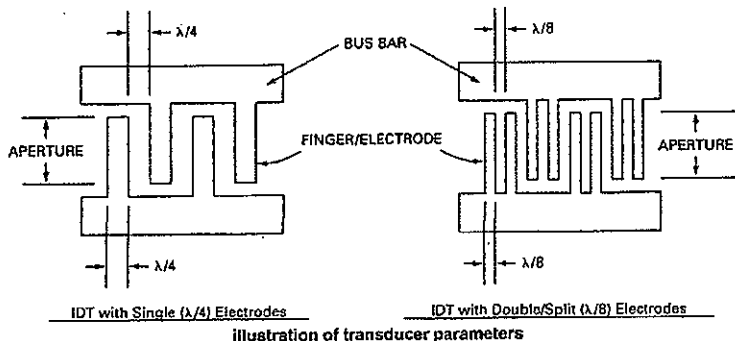 λ/4
λ/8
BUS BAR
APERTURE
FINGER/ELECTRODE
APERTURE
λ/4
λ/8
IDT with Single (λ/4) Electrodes
IDT with Double/Split (λ/8) Electrodes
illustration of transducer parameters